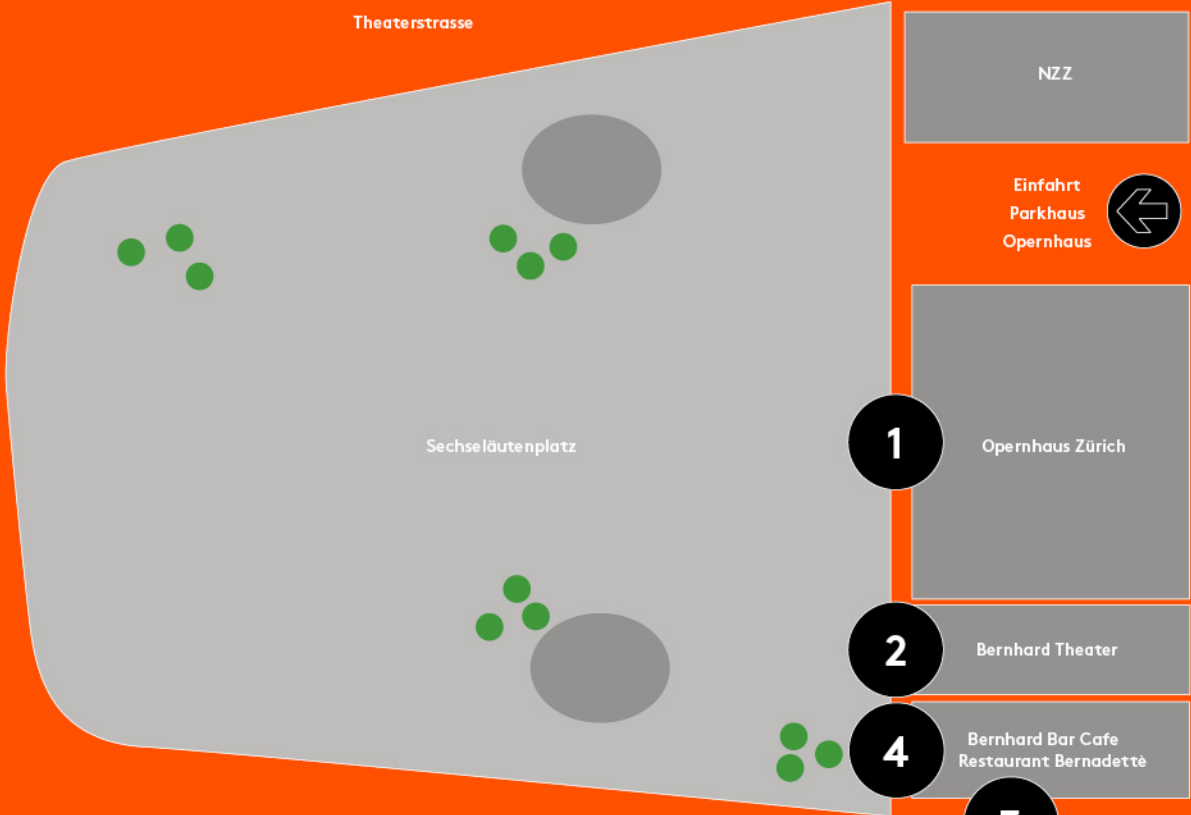 Theaterstrasse
NZZ
Einfahrt
Parkhaus
Opernhaus
Sechseläutenplatz
1
Opernhaus Zürich
2
Bernhard Theater
4
Bernhard Bar Cafe
Restaurant Bernadettè